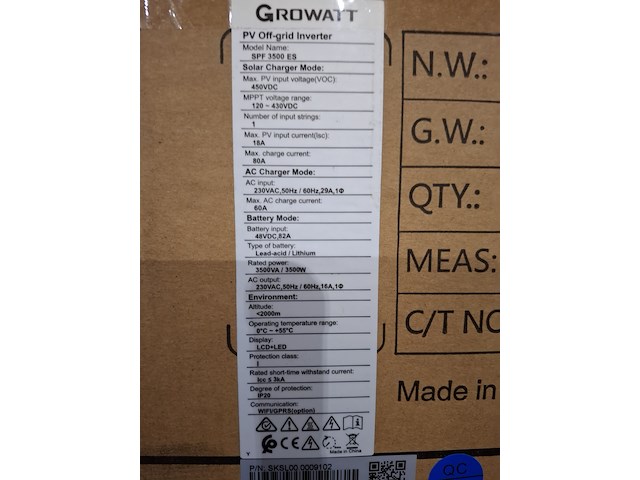 GROWATT
PV Off-grid Inverter
Model Name:
SPF 3500 ES
Solar Charger Mode:
Max. PV input voltage(VOC):
450VDC
MPPT voltage range:
120 ~ 430VDC
Number of input strings:
1
Max. PV input current(Isc):
18A
Max. charge current:
80A
AC Charger Mode:
AC input:
230VAC,50Hz / 60Hz,29A,1Φ
Max. AC charge current:
60A
Battery Mode:
Battery input:
48VDC,82A
Type of battery:
Lead-acid / Lithium
Rated power:
3500VA / 3500W
AC output:
230VAC,50Hz / 60Hz,16A,1Φ
Environment:
Altitude:
<2000m
Operating temperature range:
0°C ~ +55°C
Display:
LCD+LED
Protection class:
I
Rated short-time withstand current:
Icc ≤ 3kA
Degree of protection:
IP20
Communication:
WIFI/GPRS(option)
CE
Made in China
P/N: SKSL00 0009102
N.W.:
G.W.:
QTY.:
MEAS:
C/T NO
Made in
QC